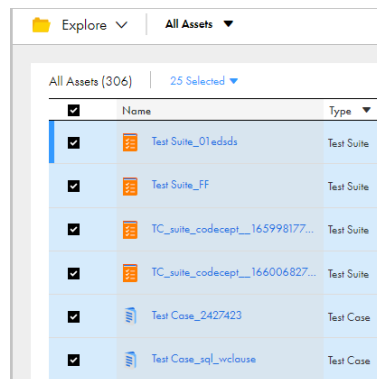 Explore All Assets
All Assets (306) 25 Selected
Name Type
Test Suite_01edsds Test Suite
Test Suite_FF Test Suite
TC_suite_codecept__165998177... Test Suite
TC_suite_codecept__166006827... Test Suite
Test Case_2427423 Test Case
Test Case_sql_wclause Test Case